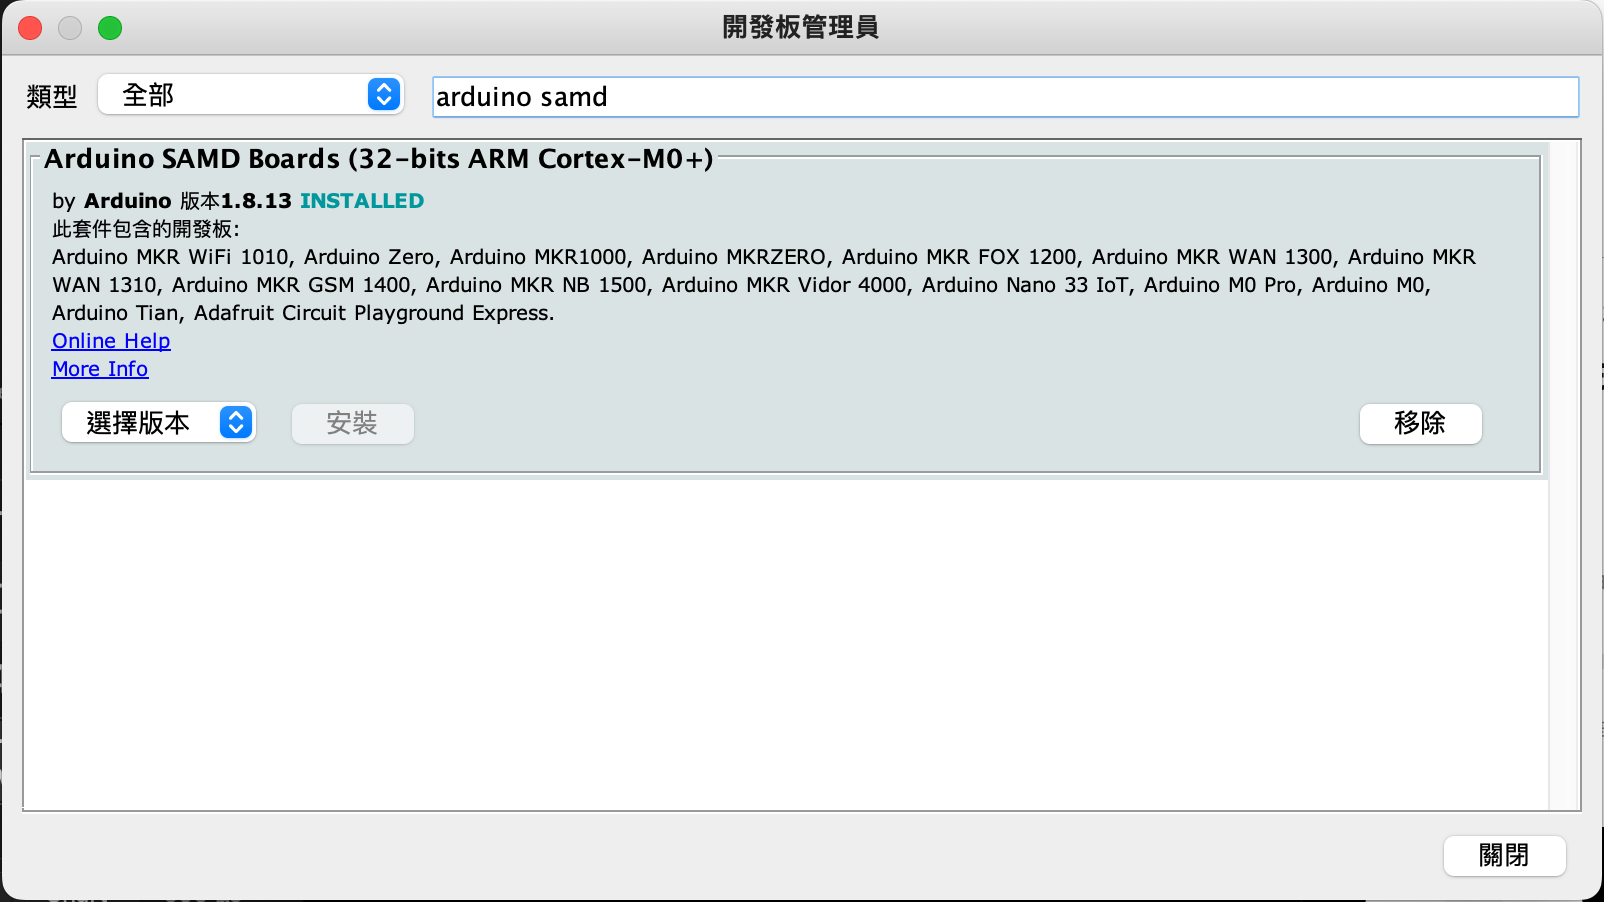 開發板管理員
類型 全部 arduino samd
Arduino SAMD Boards (32-bits ARM Cortex-M0+)
by Arduino 版本1.8.13 INSTALLED
此套件包含的開發板:
Arduino MKR WiFi 1010, Arduino Zero, Arduino MKR1000, Arduino MKRZERO, Arduino MKR FOX 1200, Arduino MKR WAN 1300, Arduino MKR
WAN 1310, Arduino MKR GSM 1400, Arduino MKR NB 1500, Arduino MKR Vidor 4000, Arduino Nano 33 IoT, Arduino M0 Pro, Arduino M0,
Arduino Tian, Adafruit Circuit Playground Express.
Online Help
More Info
選擇版本 安裝 移除
關閉